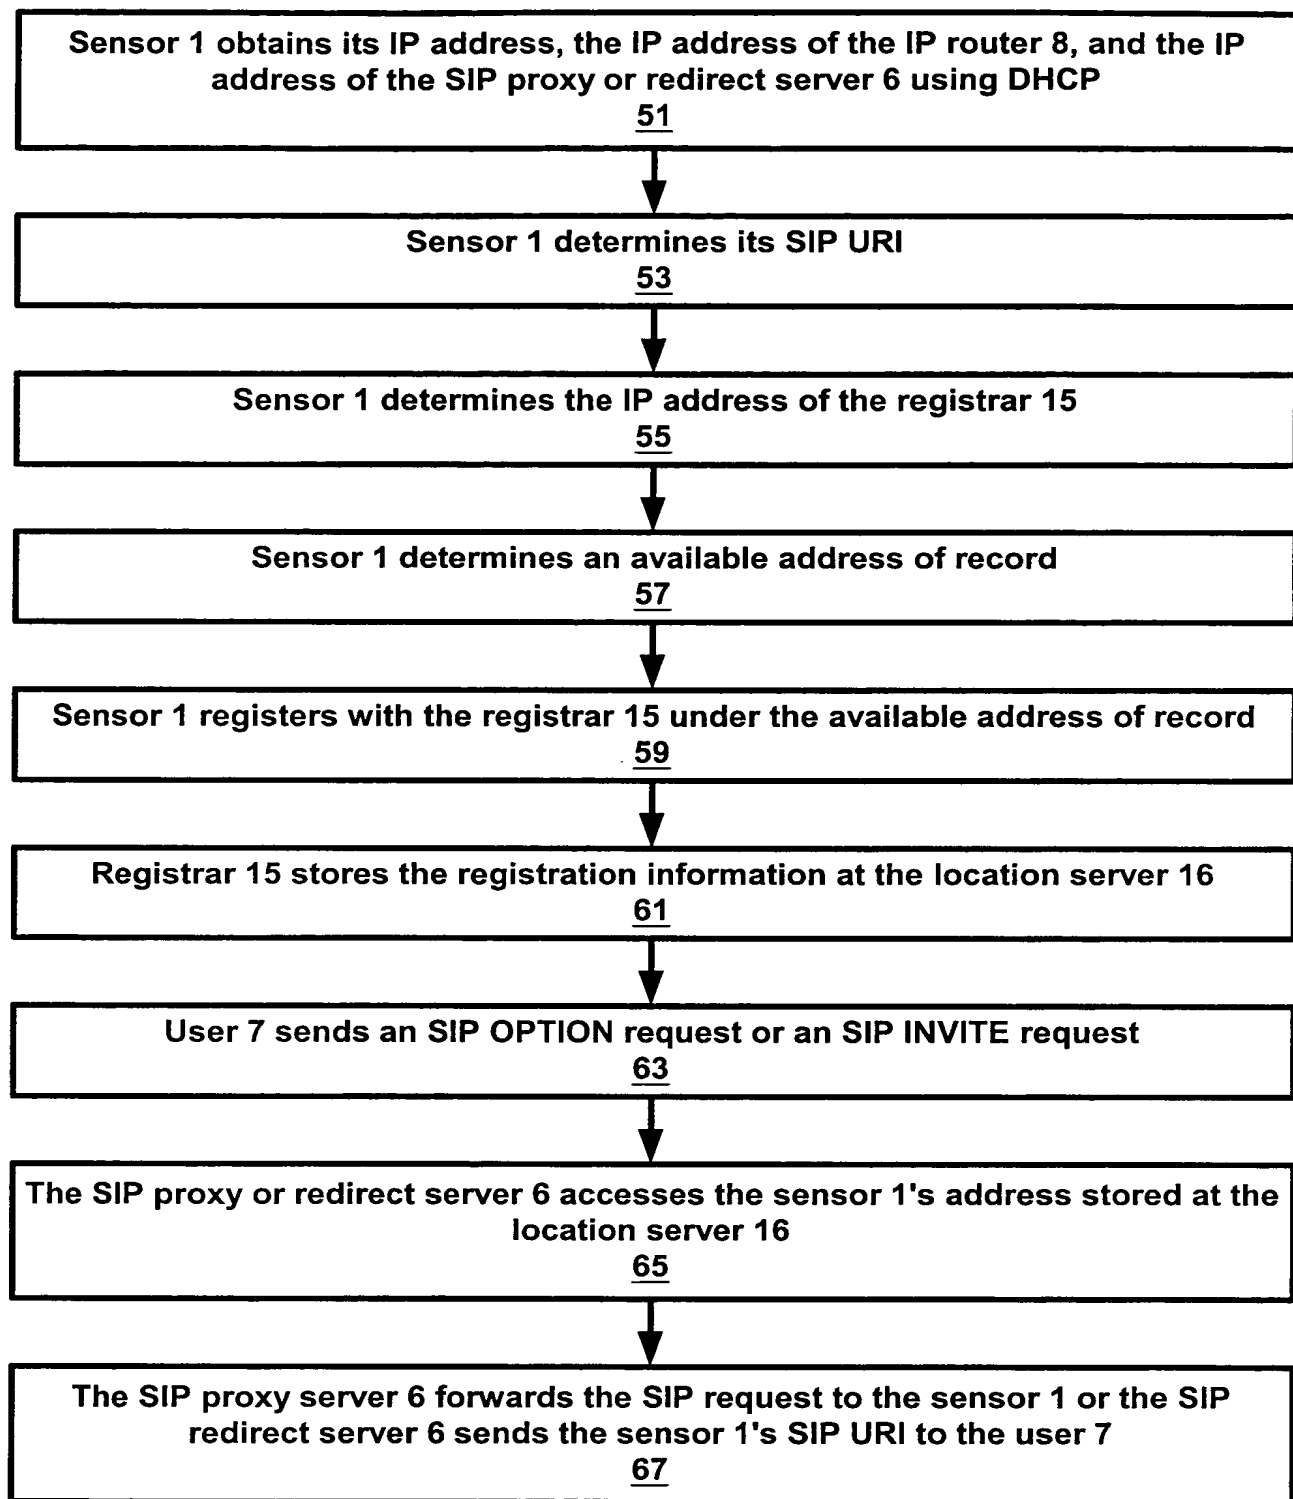 Sensor 1 obtains its IP address, the IP address of the IP router 8, and the IP
address of the SIP proxy or redirect server 6 using DHCP
51
Sensor 1 determines its SIP URI
53
Sensor 1 determines the IP address of the registrar 15
55
Sensor 1 determines an available address of record
57
Sensor 1 registers with the registrar 15 under the available address of record
59
Registrar 15 stores the registration information at the location server 16
61
User 7 sends an SIP OPTION request or an SIP INVITE request
63
The SIP proxy or redirect server 6 accesses the sensor 1's address stored at the
location server 16
65
The SIP proxy server 6 forwards the SIP request to the sensor 1 or the SIP
redirect server 6 sends the sensor 1's SIP URI to the user 7
67